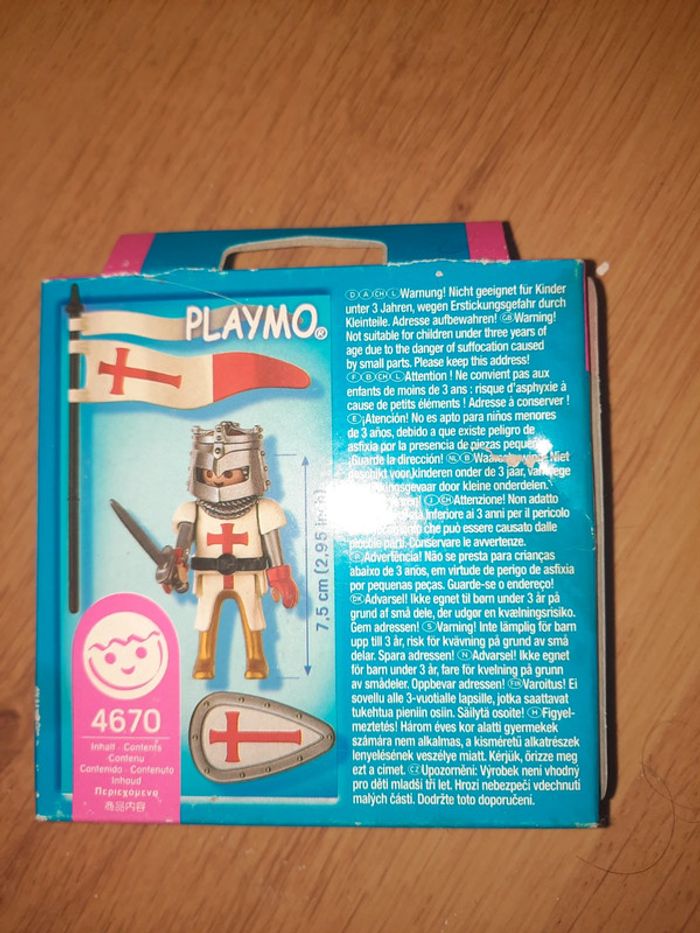 PLAYMO®
7,5 cm (2,95 inch)
4670
Inhalt · Contents
Contenu
Contenido · Contenuto
Inhoud
Περιεχόμενο
商品内容
D A CH L Warnung! Nicht geeignet für Kinder
unter 3 Jahren, wegen Erstickungsgefahr durch
Kleinteile. Adresse aufbewahren! GB Warning!
Not suitable for children under three years of
age due to the danger of suffocation caused
by small parts. Please keep this address!
F B CH L Attention ! Ne convient pas aux
enfants de moins de 3 ans : risque d'asphyxie à
cause de petits éléments ! Adresse à conserver !
E ¡Atención! No es apto para niños menores
de 3 años, debido a que existe peligro de
asfixia por la presencia de piezas
¡Guarde la dirección! NL B Niet
geschikt voor kinderen onder de 3 jaar,
door kleine onderdelen.
I CH Attenzione! Non adatto
inferiore ai 3 anni per il pericolo
che può essere causato dalle
piccole parti. Conservare le avvertenze.
P Advertência! Não se presta para crianças
abaixo de 3 anos, em virtude de perigo de asfixia
por pequenas peças. Guarde-se o endereço!
DK Advarsel! Ikke egnet til børn under 3 år på
grund af små dele, der udgør en kvælningsrisiko.
Gem adressen! S Varning! Inte lämplig för barn
upp till 3 år, risk för kvävning på grund av små
delar. Spara adressen! N Advarsel! Ikke egnet
for barn under 3 år, fare for kvelning på grunn
av smådeler. Oppbevar adressen! FIN Varoitus! Ei
sovellu alle 3-vuotialle lapsille, jotka saattavat
tukehtua pieniin osiin. Säilytä osoite! H Figyel-
meztetés! Három éves kor alatti gyermekek
számára nem alkalmas, a kisméretű alkatrészek
lenyelésének veszélye miatt. Kérjük, őrizze meg
ezt a címet. CZ Upozornění: Výrobek není vhodný
pro děti mladší tří let. Hrozí nebezpečí vdechnutí
malých částí. Dodržte toto doporučení.